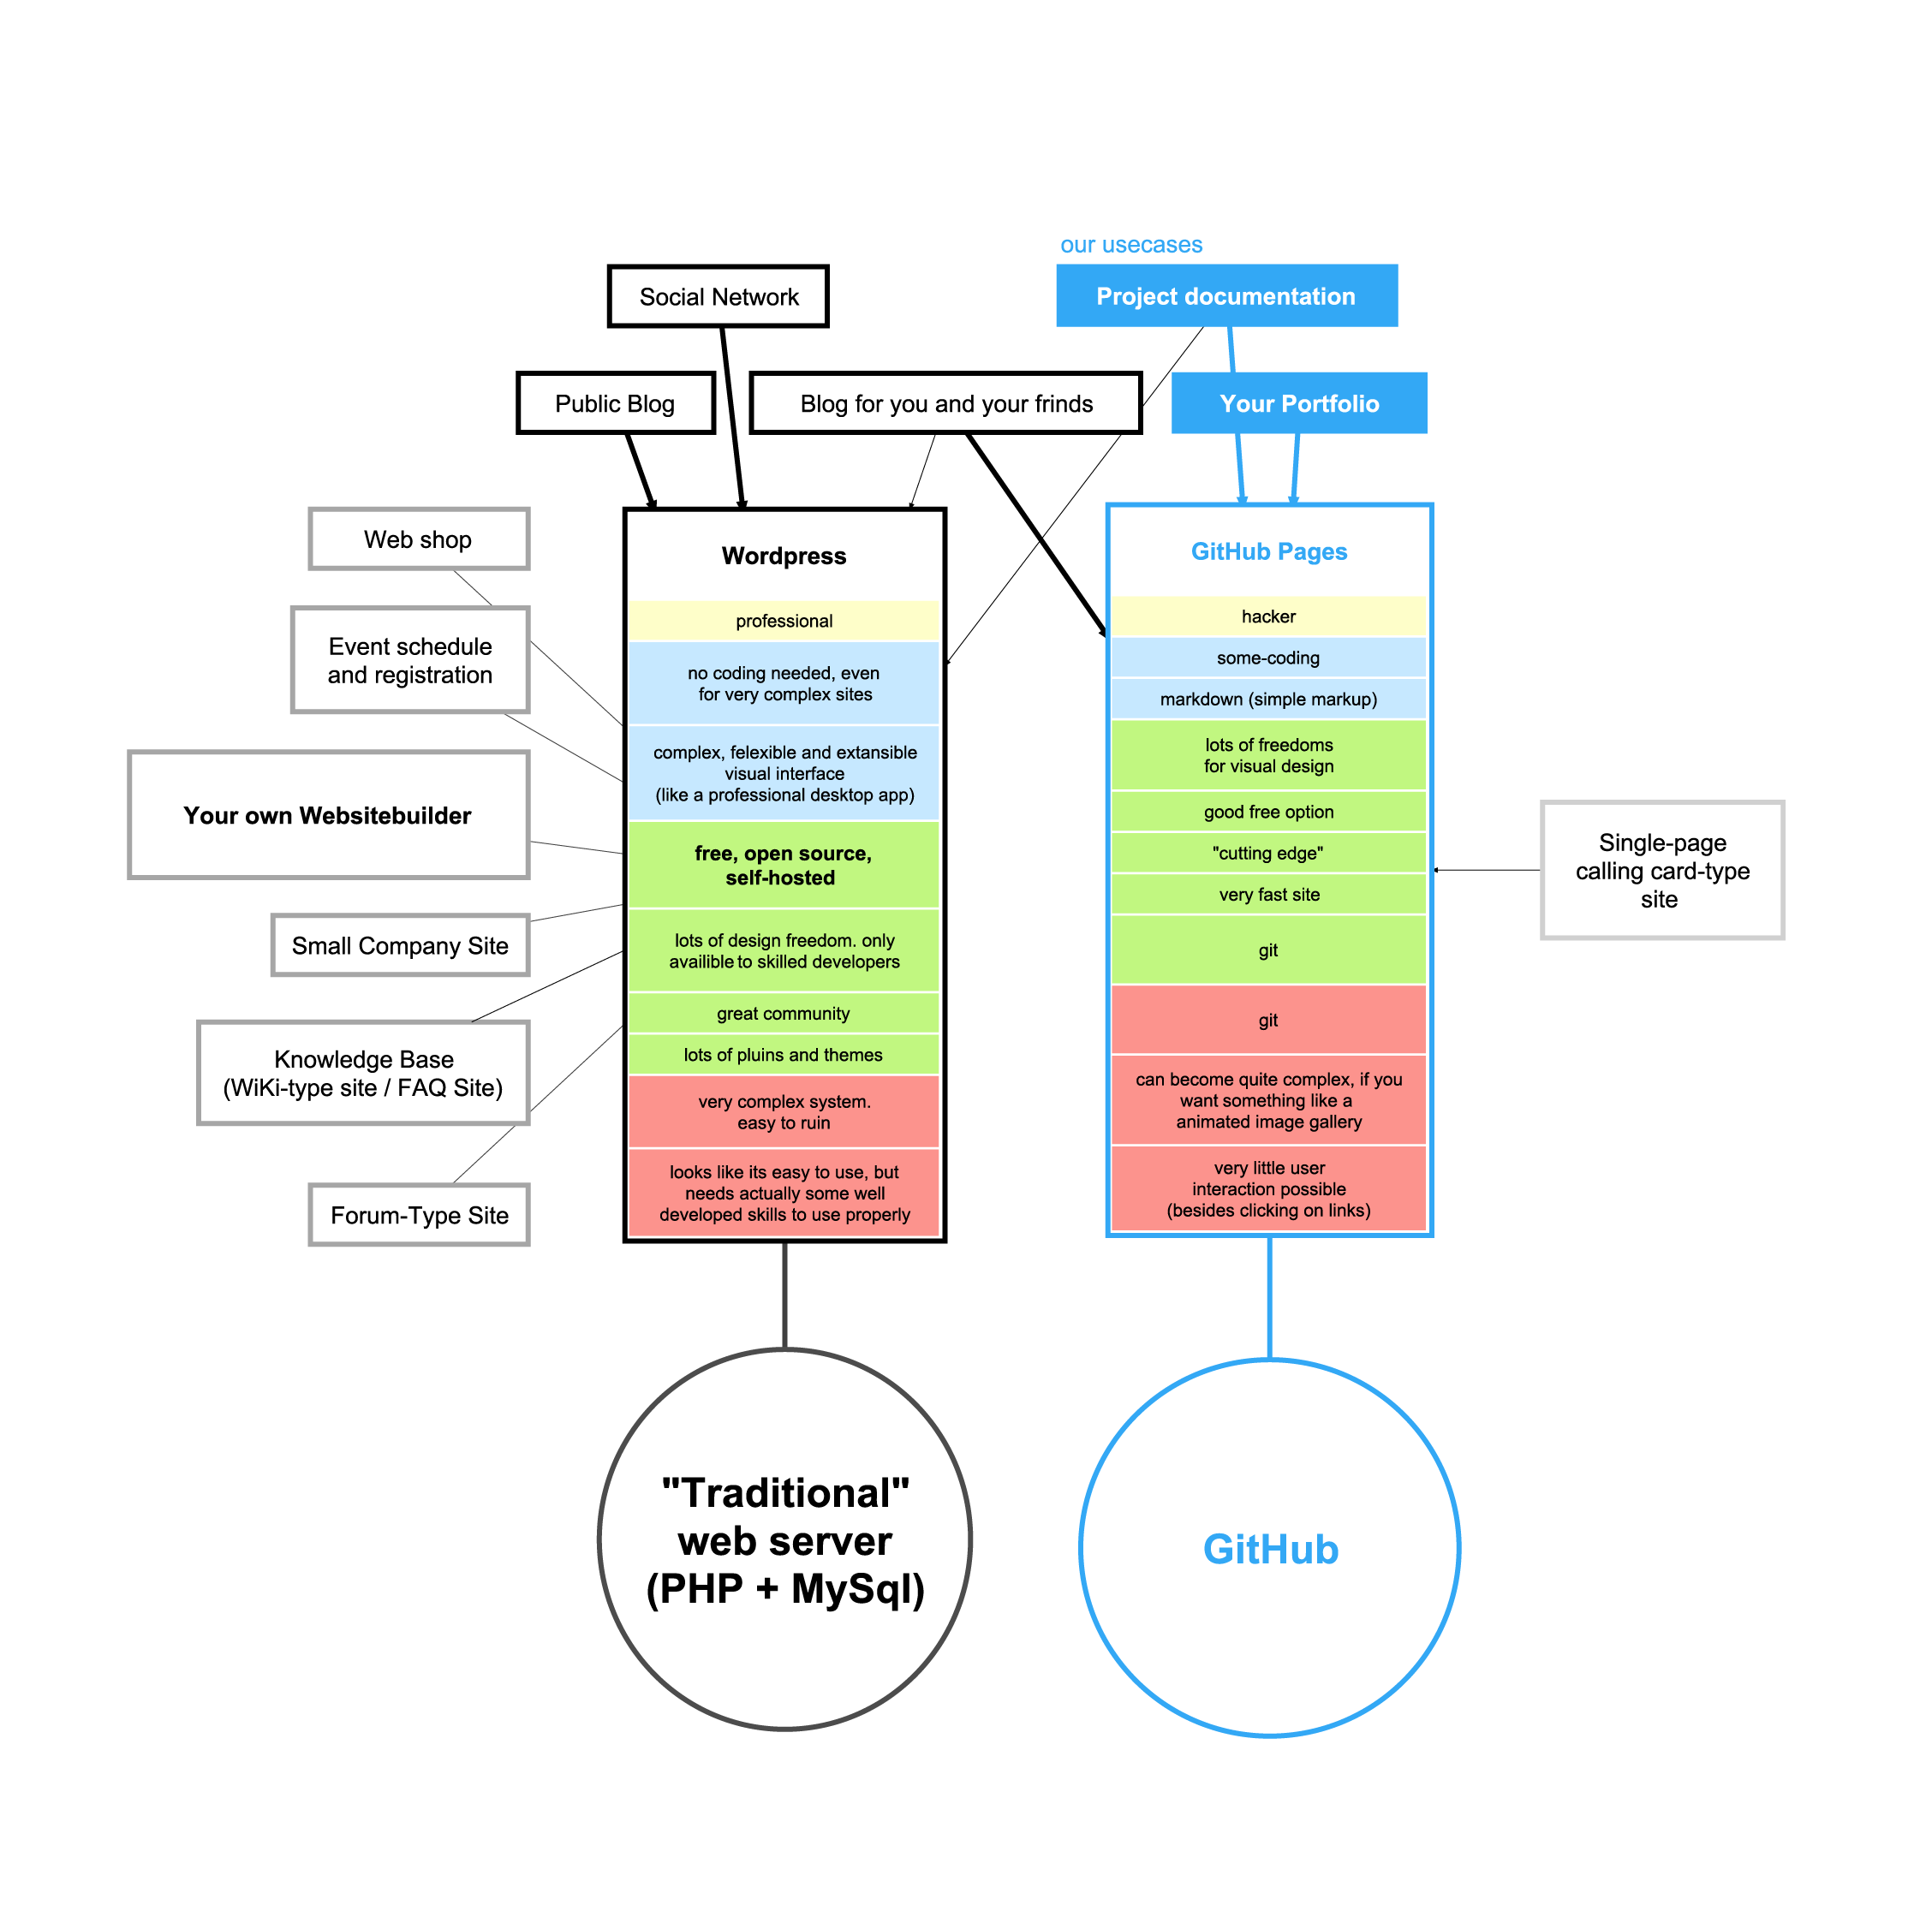 our usecases
Social Network
Project documentation
Public Blog
Blog for you and your frinds
Your Portfolio
Web shop
Event schedule
and registration
Your own Websitebuilder
Small Company Site
Knowledge Base
(WiKi-type site / FAQ Site)
Forum-Type Site
Wordpress
professional
no coding needed, even
for very complex sites
complex, felexible and extansible
visual interface
(like a professional desktop app)
free, open source,
self-hosted
lots of design freedom. only
availible to skilled developers
great community
lots of pluins and themes
very complex system.
easy to ruin
looks like its easy to use, but
needs actually some well
developed skills to use properly
GitHub Pages
hacker
some-coding
markdown (simple markup)
lots of freedoms
for visual design
good free option
"cutting edge"
very fast site
git
git
can become quite complex, if you
want something like a
animated image gallery
very little user
interaction possible
(besides clicking on links)
Single-page
calling card-type
site
"Traditional"
web server
(PHP + MySql)
GitHub